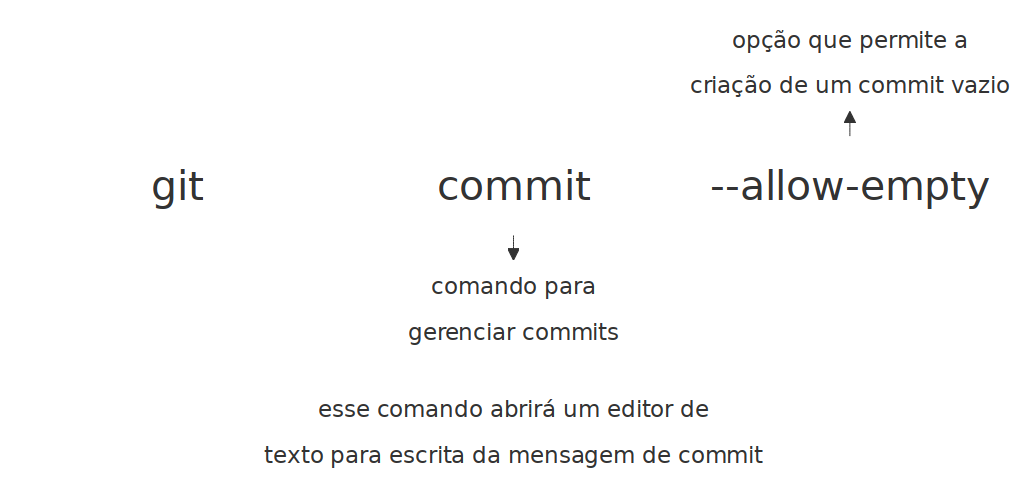 opção que permite a
criação de um commit vazio
git commit --allow-empty
comando para
gerenciar commits
esse comando abrirá um editor de
texto para escrita da mensagem de commit